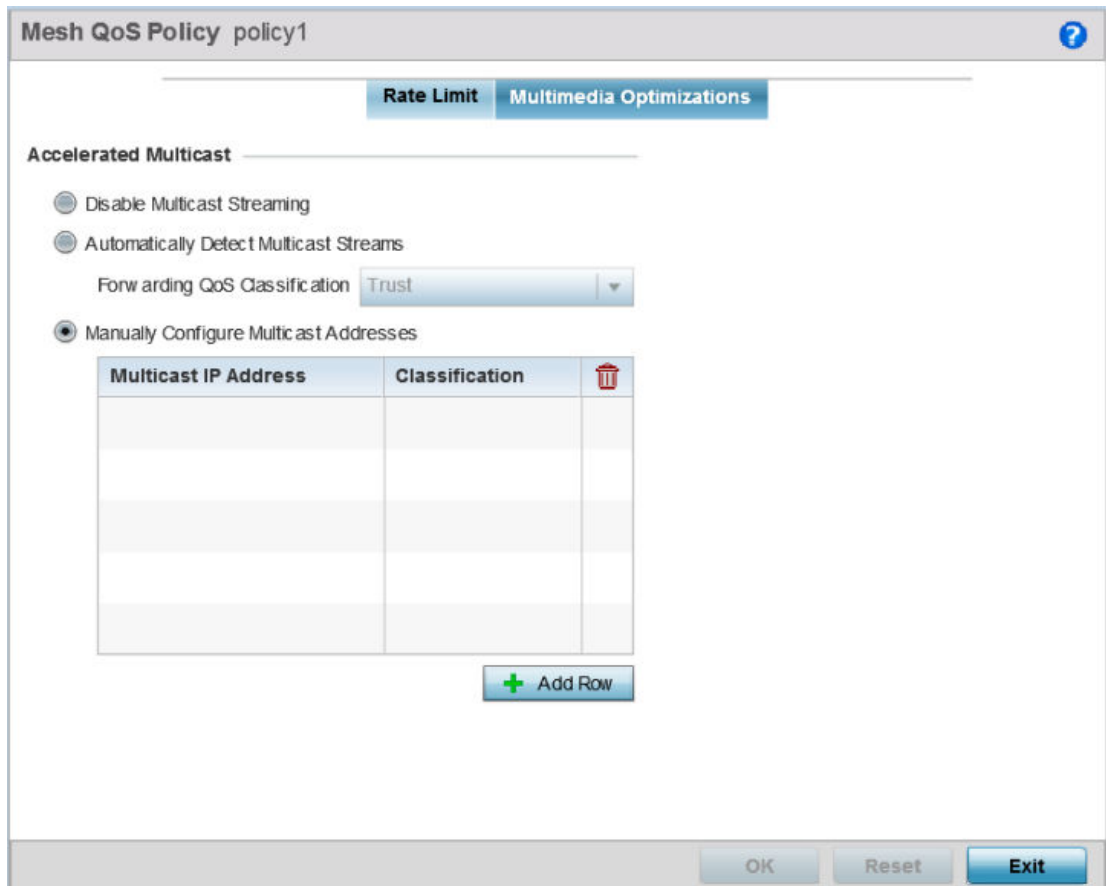 Mesh QoS Policy policy1
?
Rate Limit Multimedia Optimizations
Accelerated Multicast
Disable Multicast Streaming
Automatically Detect Multicast Streams
Forwarding QoS Classification Trust
Manually Configure Multicast Addresses
Multicast IP Address Classification
Add Row
OK Reset Exit